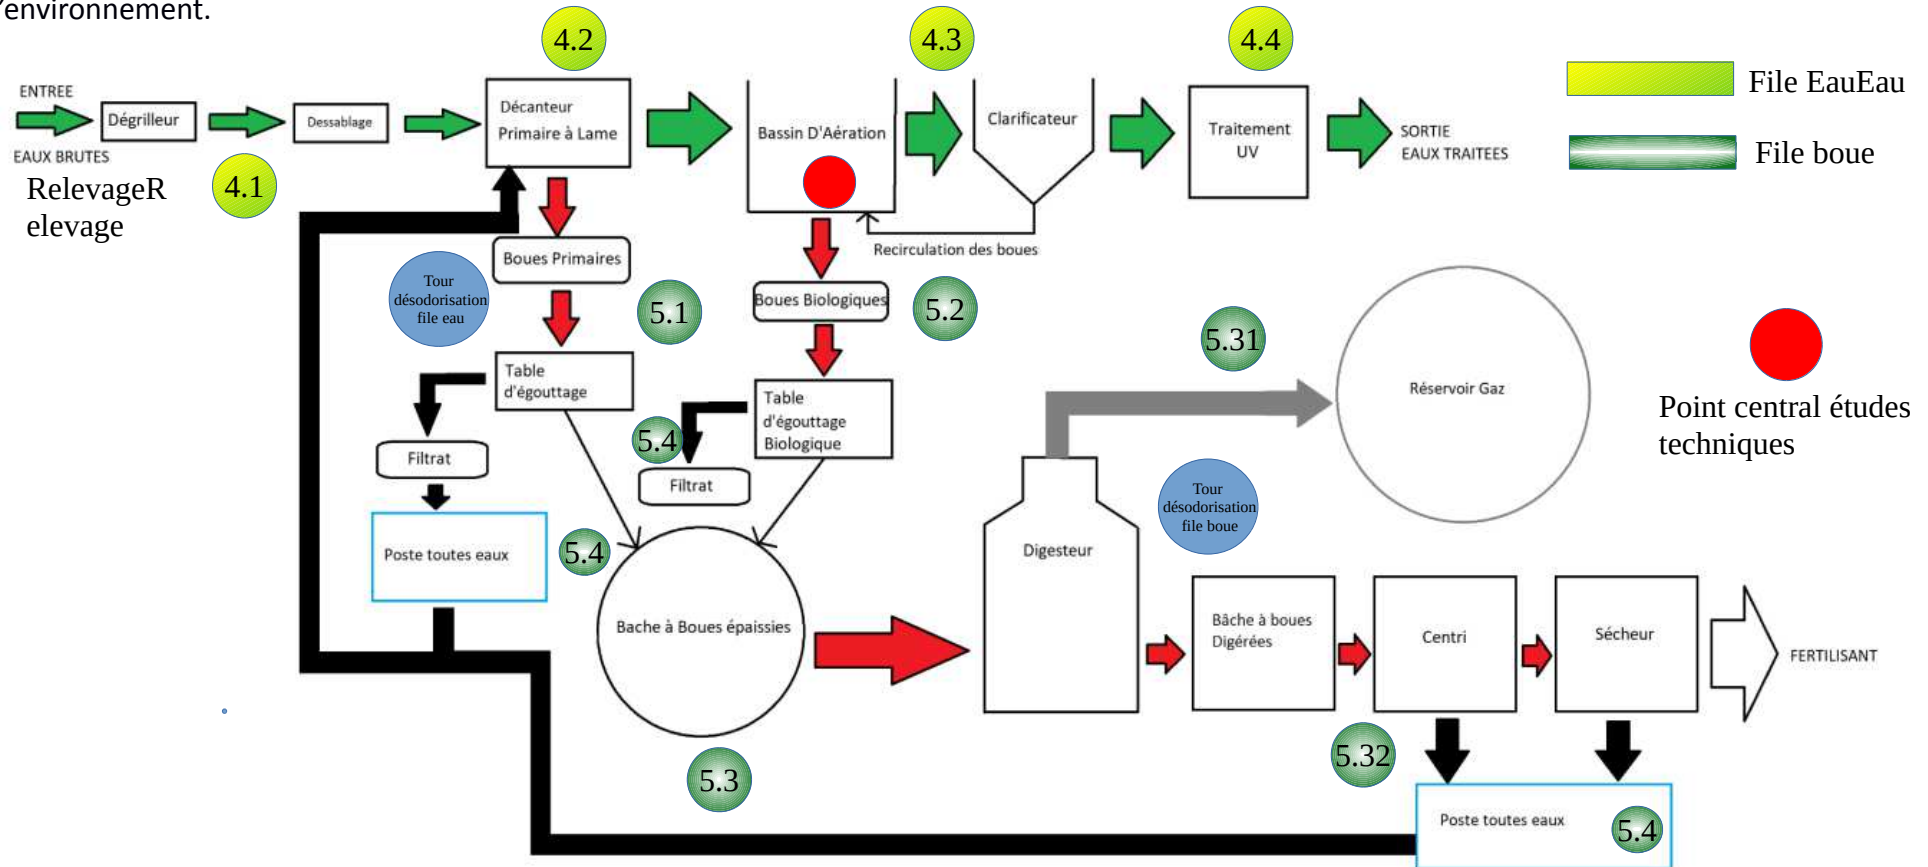 'environnement.
4.2
4.3
4.4
ENTREE
Dégrilleur
Dessablage
Décanteur
Primaire à Lame
Bassin D'Aération
Clarificateur
Traitement
UV
SORTIE
EAUX TRAITEES
File EauEau
File boue
EAUX BRUTES
RelevageR
elevage
4.1
Recirculation des boues
Boues Primaires
Tour
désodorisation
file eau
5.1
Boues Biologiques
5.2
5.31
Réservoir Gaz
Point central études
techniques
Table
d'égouttage
Table
d'égouttage
Biologique
5.4
Filtrat
Filtrat
Tour
désodorisation
file boue
Poste toutes eaux
5.4
Digesteur
Bache à Boues épaissies
Bâche à boues
Digérées
Centri
Sécheur
FERTILISANT
5.3
5.32
Poste toutes eaux
5.4